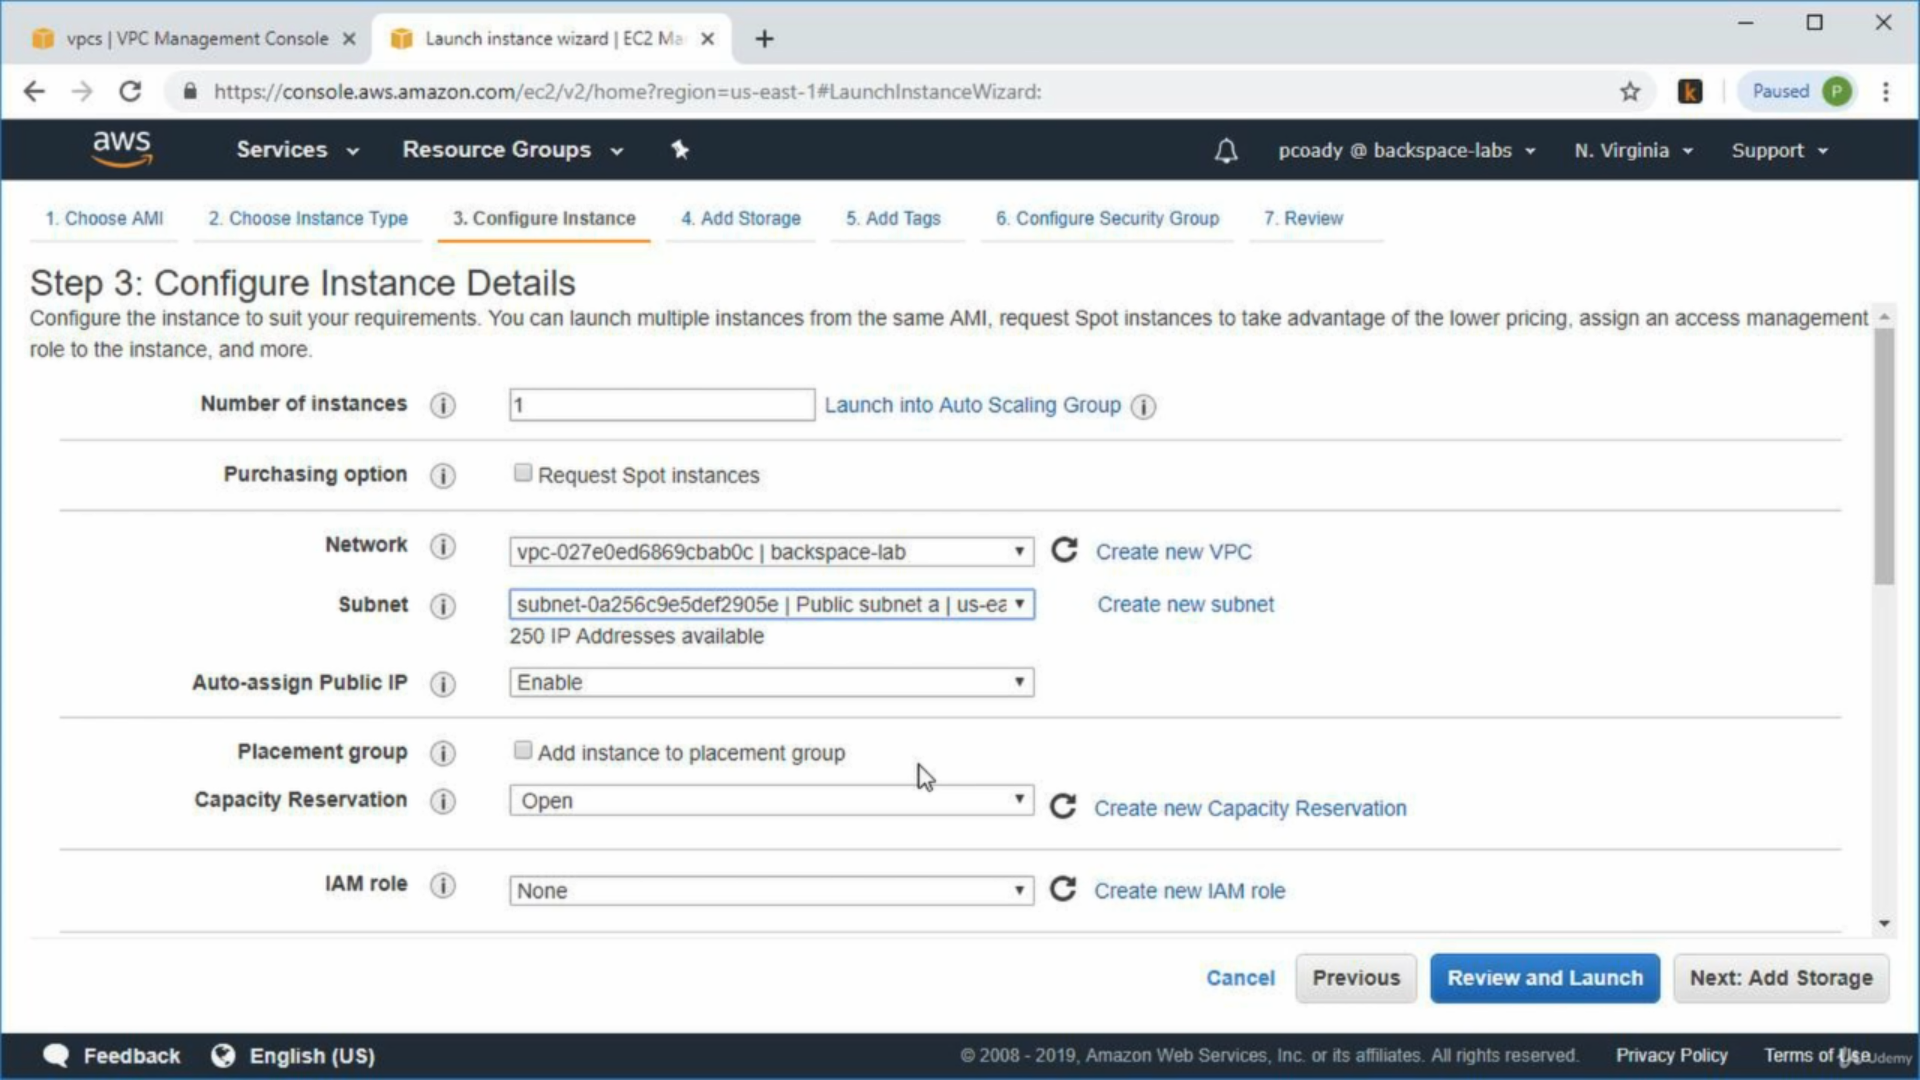 vpcs | VPC Management Console
Launch instance wizard | EC2 Ma
https://console.aws.amazon.com/ec2/v2/home?region=us-east-1#LaunchInstanceWizard:
k
Paused P
aws
Services
Resource Groups
pcoady @ backspace-labs
N. Virginia
Support
1. Choose AMI
2. Choose Instance Type
3. Configure Instance
4. Add Storage
5. Add Tags
6. Configure Security Group
7. Review
Step 3: Configure Instance Details
Configure the instance to suit your requirements. You can launch multiple instances from the same AMI, request Spot instances to take advantage of the lower pricing, assign an access management
role to the instance, and more.
Number of instances i 1 Launch into Auto Scaling Group i
Purchasing option i Request Spot instances
Network i vpc-027e0ed6869cbab0c | backspace-lab Create new VPC
Subnet i subnet-0a256c9e5def2905e | Public subnet a | us-ea Create new subnet
250 IP Addresses available
Auto-assign Public IP i Enable
Placement group i Add instance to placement group
Capacity Reservation i Open Create new Capacity Reservation
IAM role i None Create new IAM role
Cancel
Previous
Review and Launch
Next: Add Storage
Feedback
English (US)
© 2008 - 2019, Amazon Web Services, Inc. or its affiliates. All rights reserved.
Privacy Policy
Terms of Use
Udemy